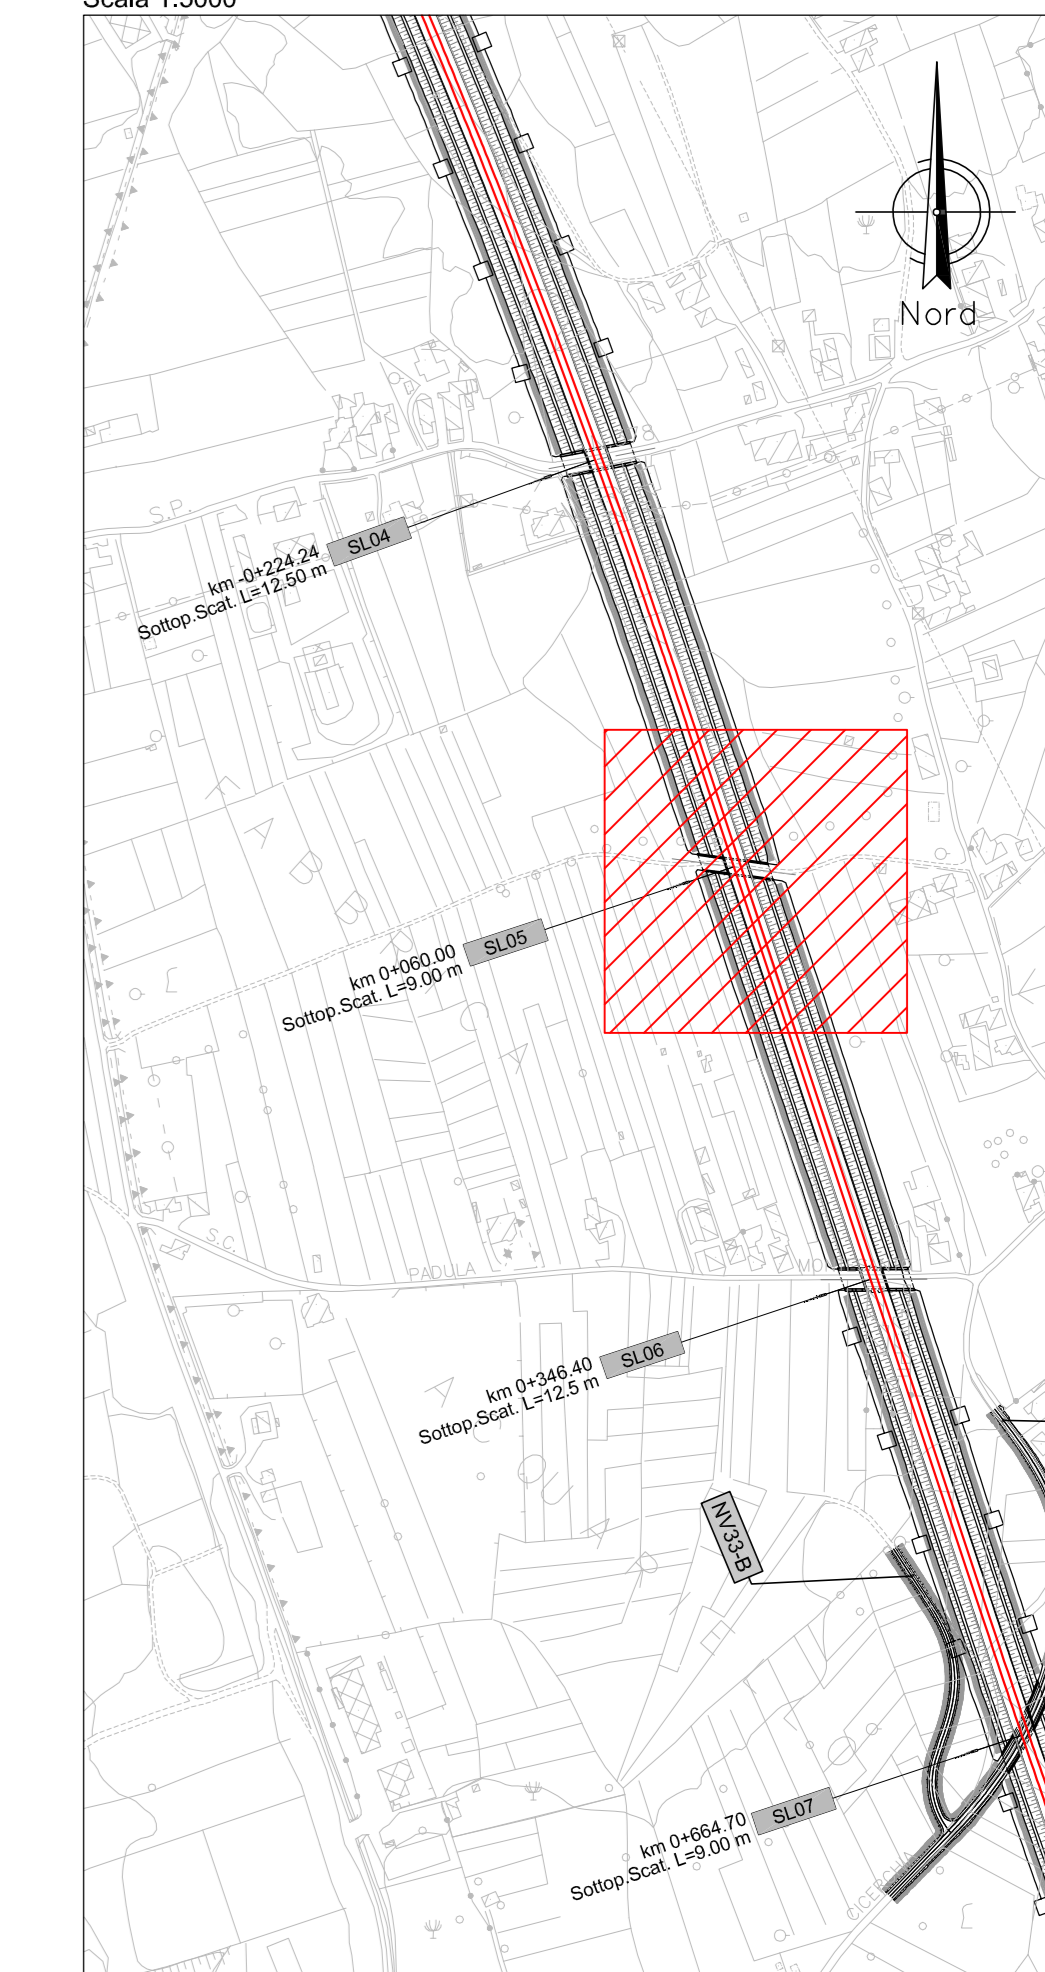 Scala 1:5000
Nord
S.P.
SL04
km -0+224.24
Sottop.Scat. L=12.50 m
SL05
km 0+060.00
Sottop.Scat. L=9.00 m
S.C.
PADULA
SL06
km 0+346.40
Sottop.Scat. L=12.5 m
NV33-B
SL07
km 0+664.70
Sottop.Scat. L=9.00 m